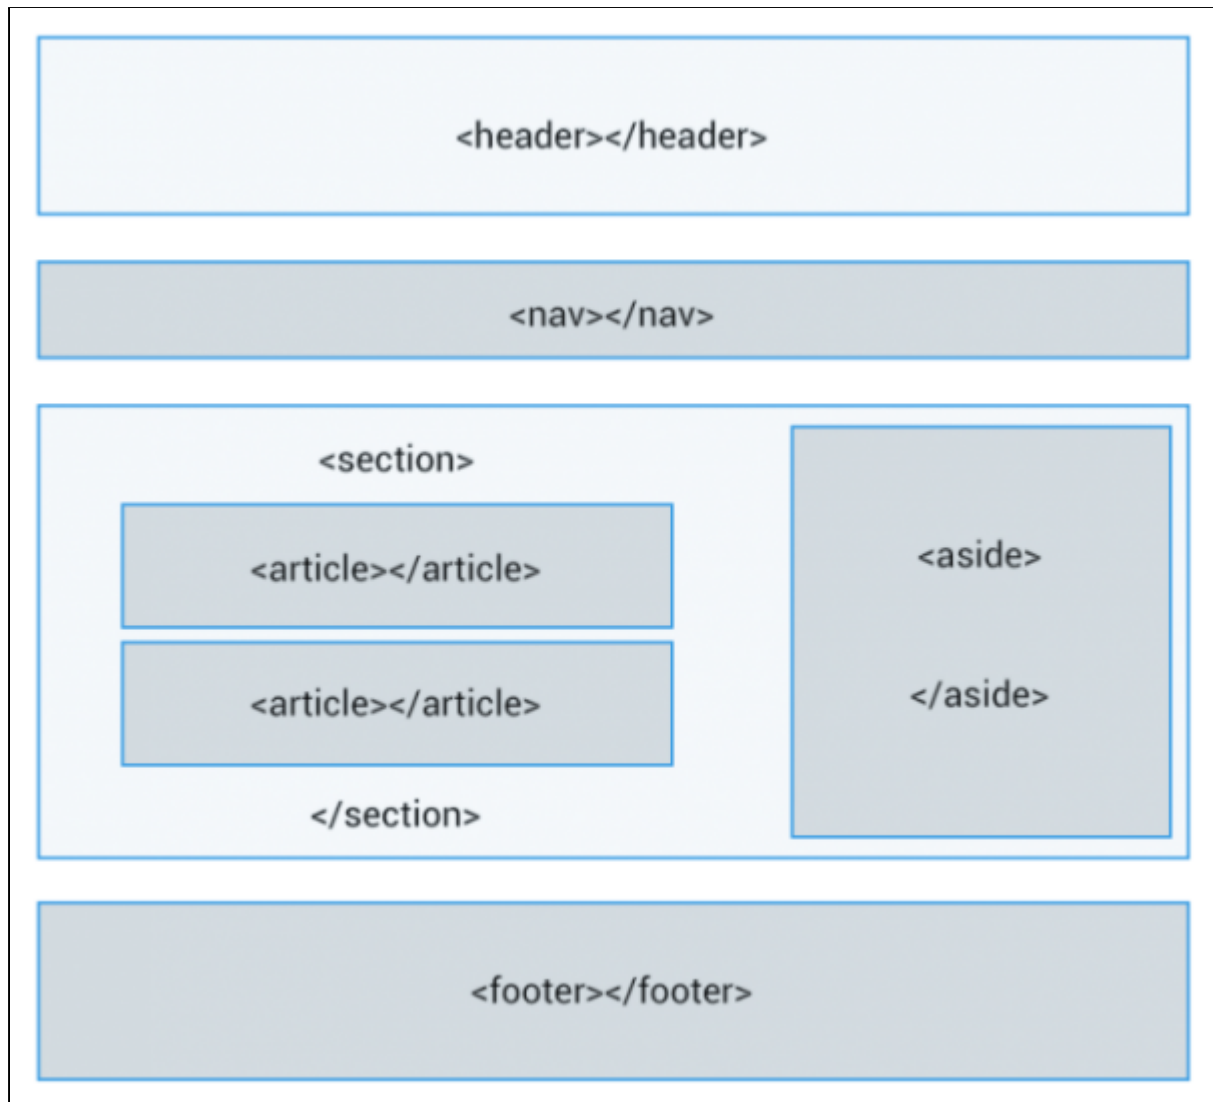 <header></header>
<nav></nav>
<section>
<article></article>
<article></article>
</section>
<aside>
</aside>
<footer></footer>